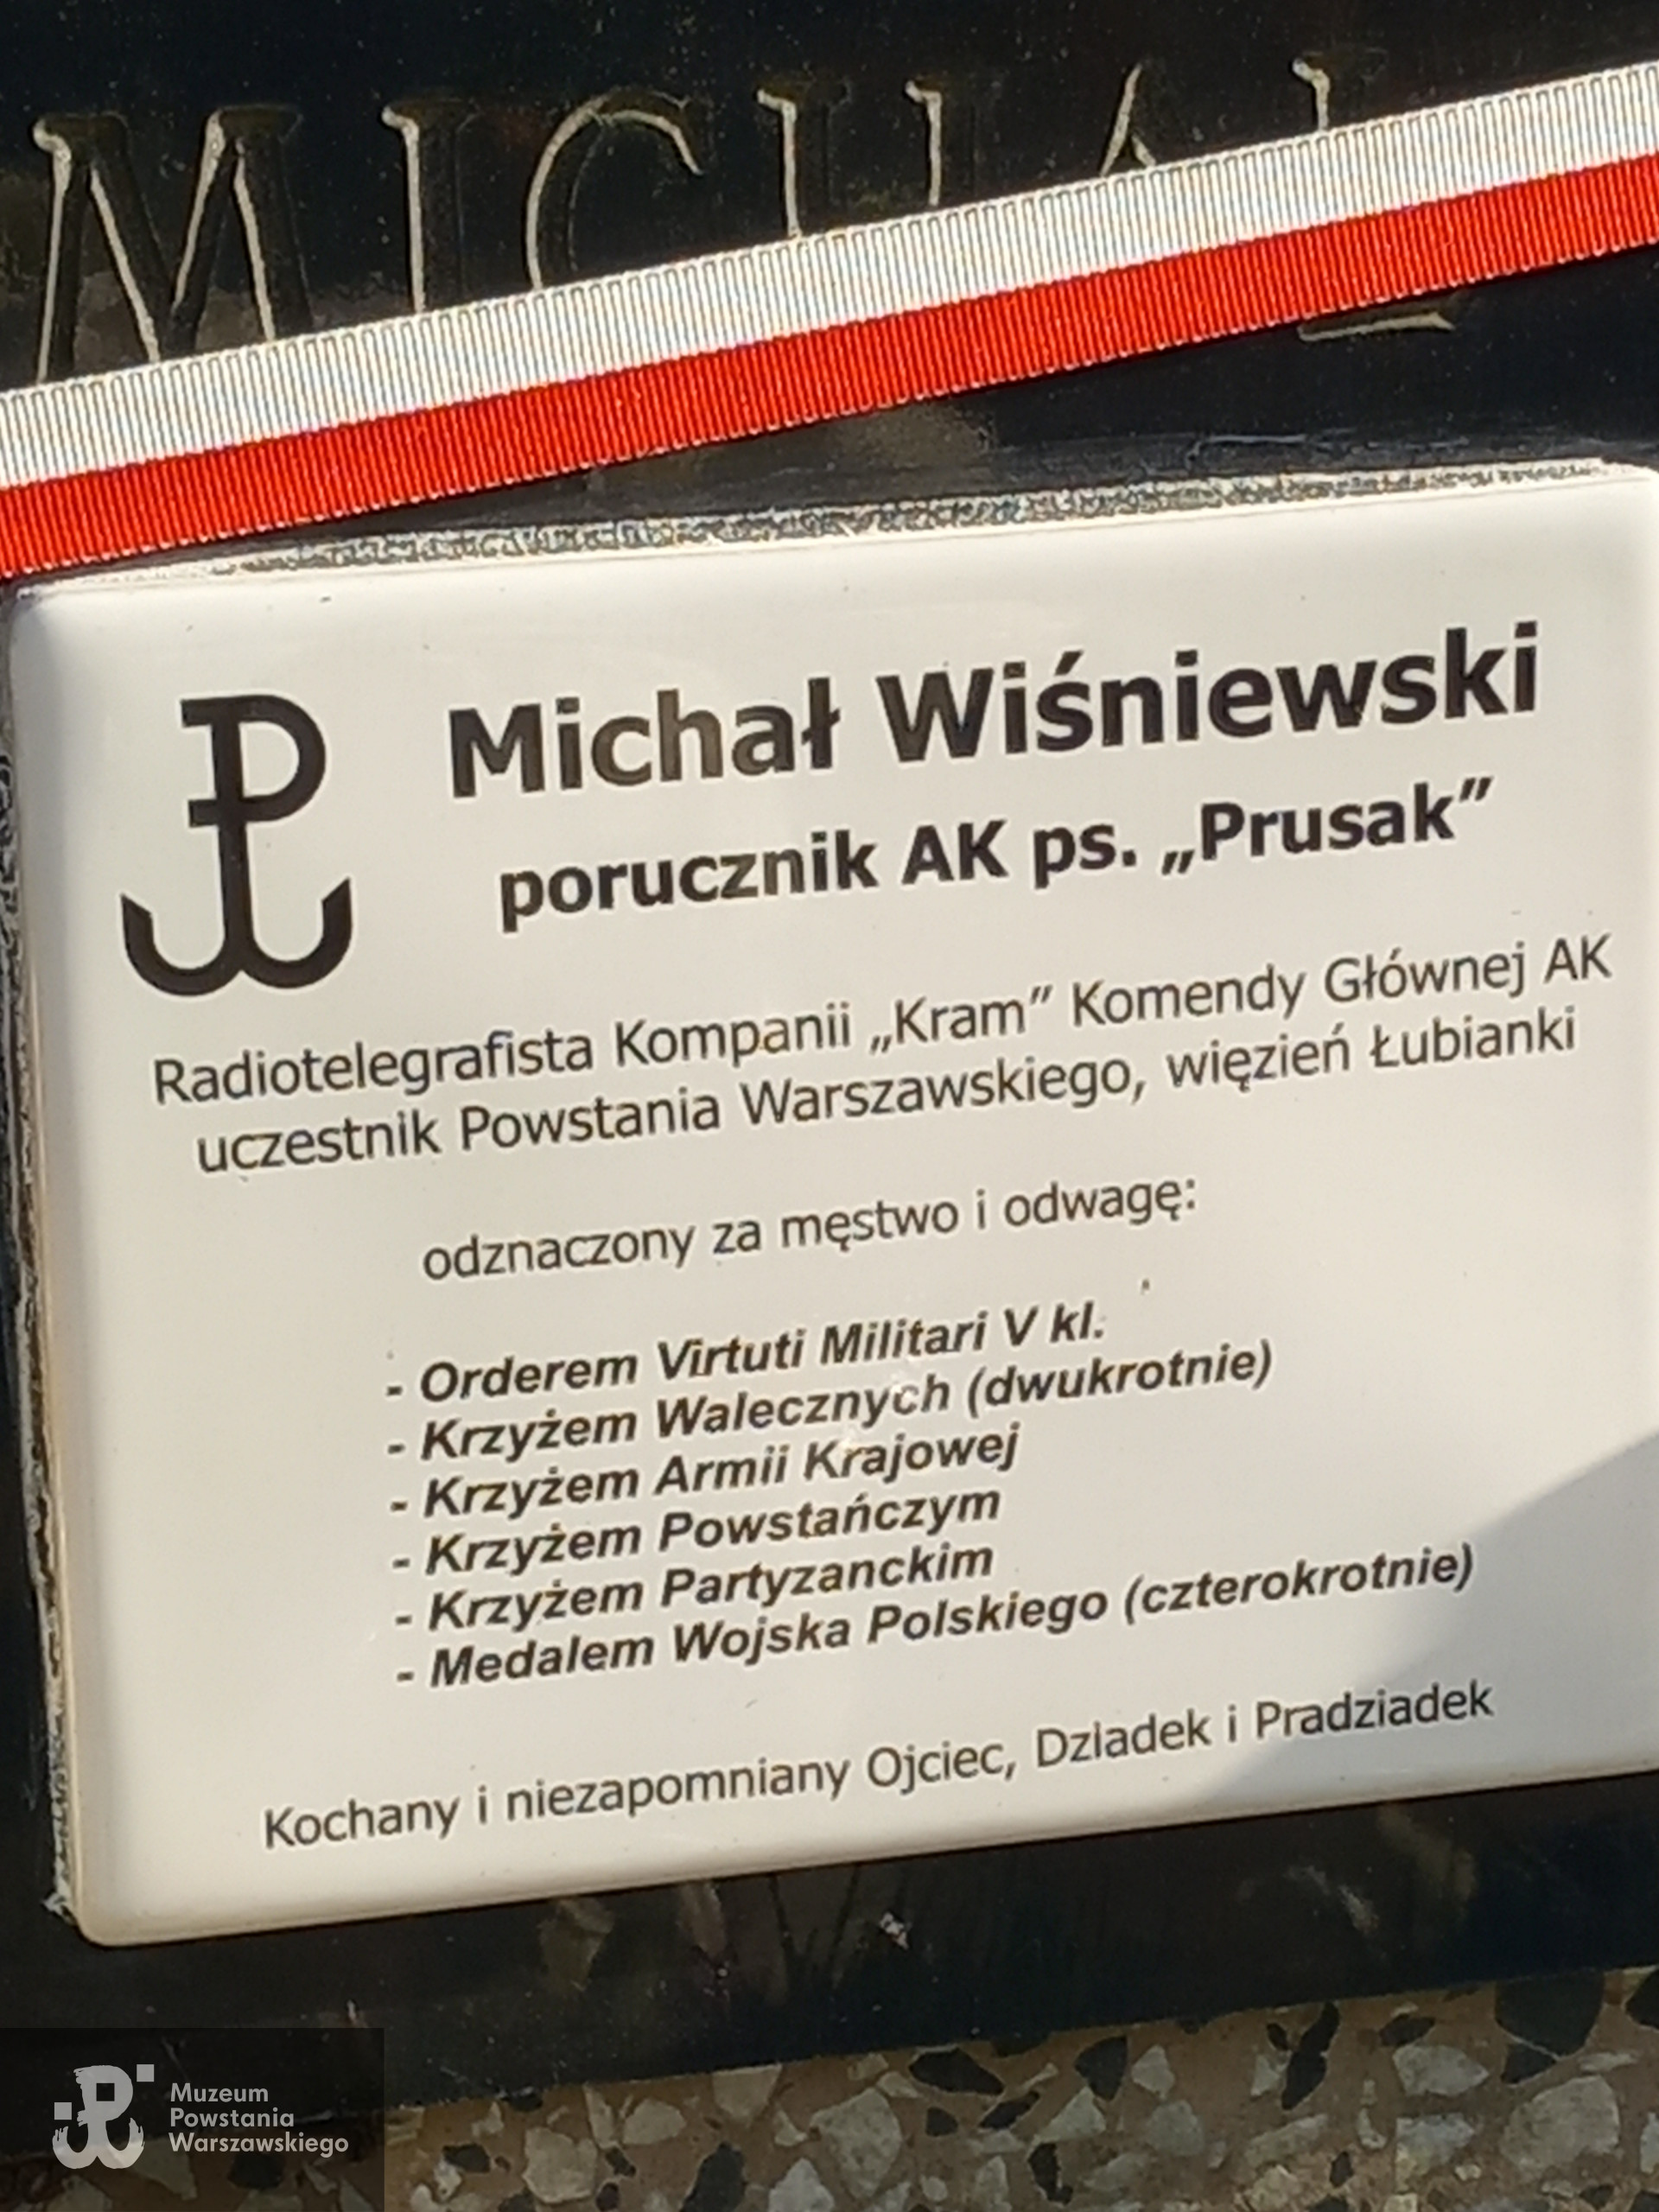 MICHAŁ
Michał Wiśniewski
porucznik AK ps. „Prusak”
Radiotelegrafista Kompanii „Kram” Komendy Głównej AK
uczestnik Powstania Warszawskiego, więzień Łubianki
odznaczony za męstwo i odwagę:
- Orderem Virtuti Militari V kl.
- Krzyżem Walecznych (dwukrotnie)
- Krzyżem Armii Krajowej
- Krzyżem Powstańczym
- Krzyżem Partyzanckim
- Medalem Wojska Polskiego (czterokrotnie)
Kochany i niezapomniany Ojciec, Dziadek i Pradziadek
Muzeum
Powstania
Warszawskiego